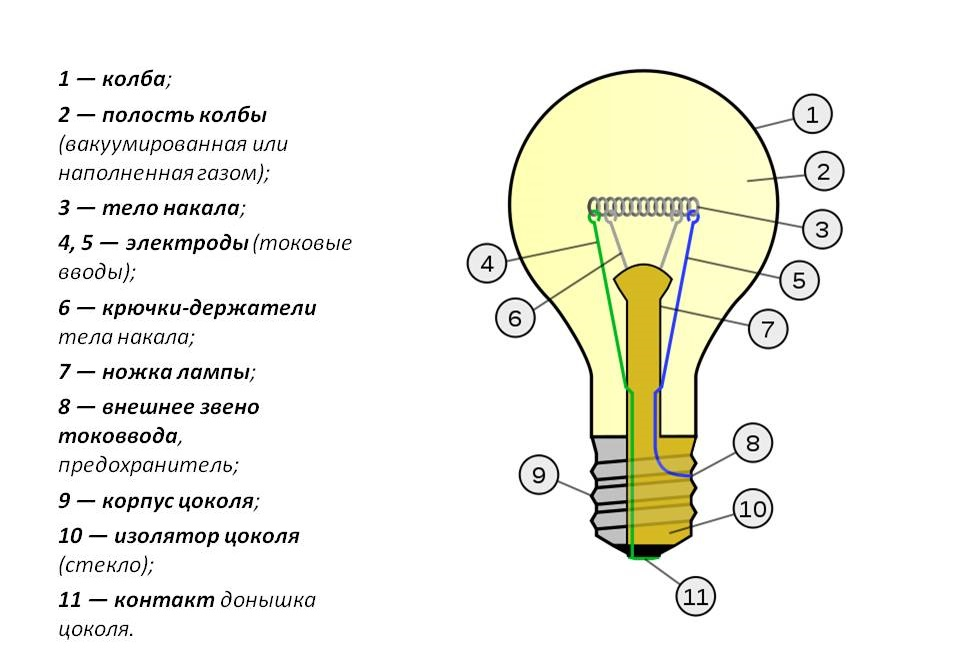 1 — колба;
2 — полость колбы
(вакуумированная или
наполненная газом);
3 — тело накала;
4, 5 — электроды (токовые
вводы);
6 — крючки-держатели
тела накала;
7 — ножка лампы;
8 — внешнее звено
токоввода,
предохранитель;
9 — корпус цоколя;
10 — изолятор цоколя
(стекло);
11 — контакт донышка
цоколя.
1
2
3
4
5
6
7
8
9
10
11